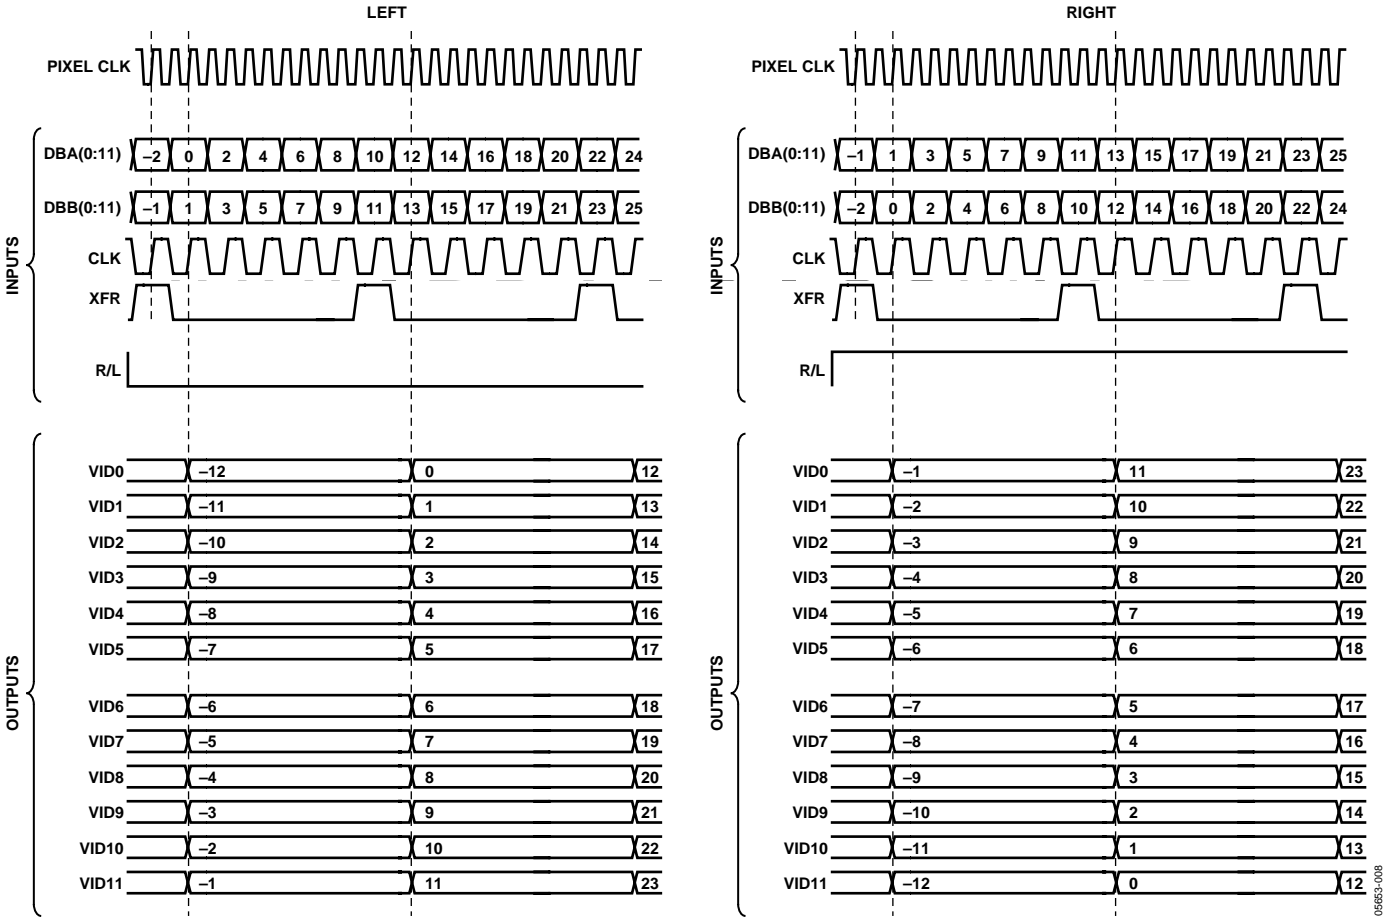 LEFT
PIXEL CLK
INPUTS
DBA(0:11) –2 0 2 4 6 8 10 12 14 16 18 20 22 24
DBB(0:11) –1 1 3 5 7 9 11 13 15 17 19 21 23 25
CLK
XFR
R/L
OUTPUTS
VID0 –12 0 12
VID1 –11 1 13
VID2 –10 2 14
VID3 –9 3 15
VID4 –8 4 16
VID5 –7 5 17
VID6 –6 6 18
VID7 –5 7 19
VID8 –4 8 20
VID9 –3 9 21
VID10 –2 10 22
VID11 –1 11 23
RIGHT
PIXEL CLK
INPUTS
DBA(0:11) –1 1 3 5 7 9 11 13 15 17 19 21 23 25
DBB(0:11) –2 0 2 4 6 8 10 12 14 16 18 20 22 24
CLK
XFR
R/L
OUTPUTS
VID0 –1 11 23
VID1 –2 10 22
VID2 –3 9 21
VID3 –4 8 20
VID4 –5 7 19
VID5 –6 6 18
VID6 –7 5 17
VID7 –8 4 16
VID8 –9 3 15
VID9 –10 2 14
VID10 –11 1 13
VID11 –12 0 12
05653-008